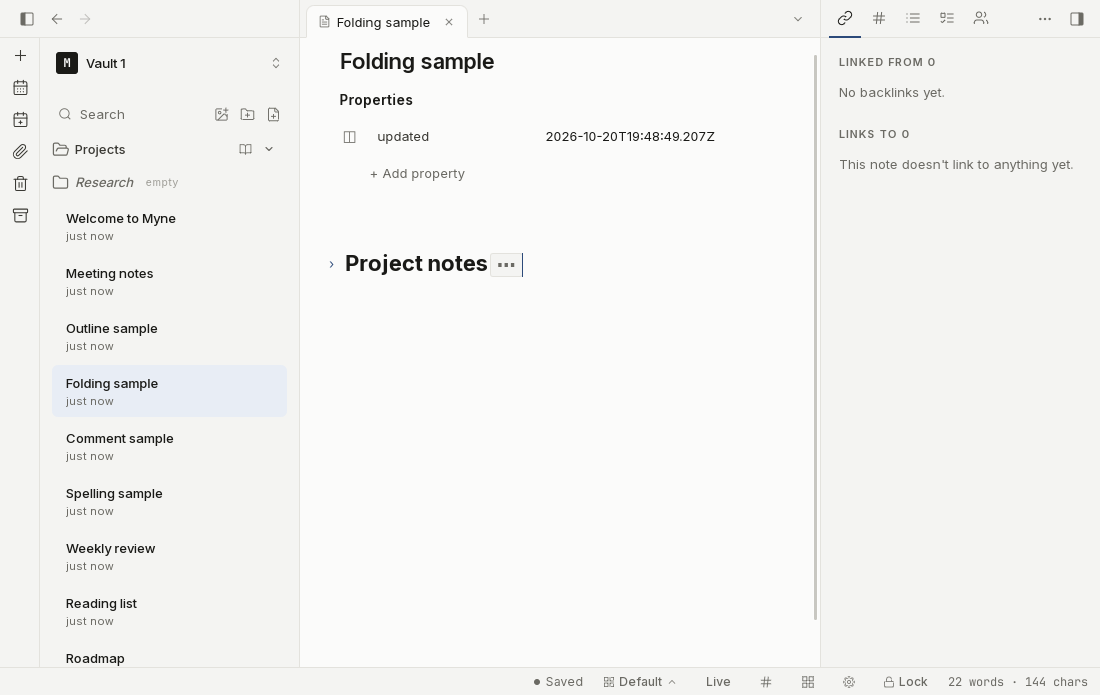 Folding sample
M Vault 1
Search
Projects
Research empty
Welcome to Myne
just now
Meeting notes
just now
Outline sample
just now
Folding sample
just now
Comment sample
just now
Spelling sample
just now
Weekly review
just now
Reading list
just now
Roadmap
Folding sample
Properties
updated 2026-10-20T19:48:49.207Z
+ Add property
Project notes ...
LINKED FROM 0
No backlinks yet.
LINKS TO 0
This note doesn't link to anything yet.
Saved Default Live Lock 22 words · 144 chars